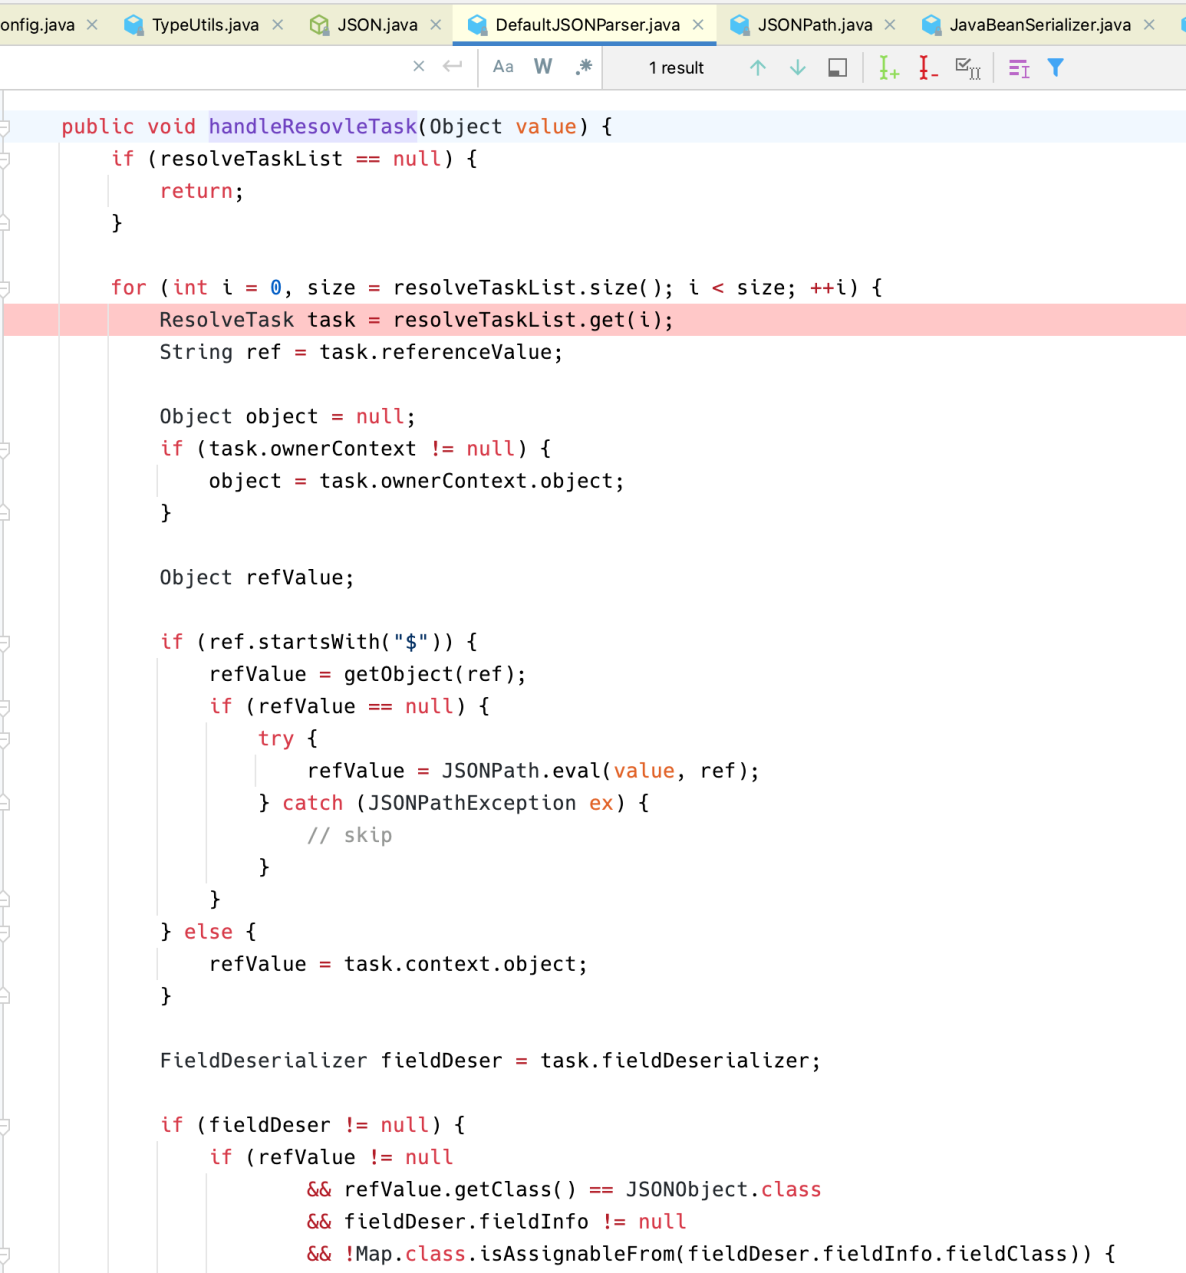 onfig.java × TypeUtils.java × JSON.java × DefaultJSONParser.java × JSONPath.java × JavaBeanSerializer.java ×
× Aa W .* 1 result
public void handleResovleTask(Object value) {
if (resolveTaskList == null) {
return;
}
for (int i = 0, size = resolveTaskList.size(); i < size; ++i) {
ResolveTask task = resolveTaskList.get(i);
String ref = task.referenceValue;
Object object = null;
if (task.ownerContext != null) {
object = task.ownerContext.object;
}
Object refValue;
if (ref.startsWith("$")) {
refValue = getObject(ref);
if (refValue == null) {
try {
refValue = JSONPath.eval(value, ref);
} catch (JSONPathException ex) {
// skip
}
}
} else {
refValue = task.context.object;
}
FieldDeserializer fieldDeser = task.fieldDeserializer;
if (fieldDeser != null) {
if (refValue != null
&& refValue.getClass() == JSONObject.class
&& fieldDeser.fieldInfo != null
&& !Map.class.isAssignableFrom(fieldDeser.fieldInfo.fieldClass)) {